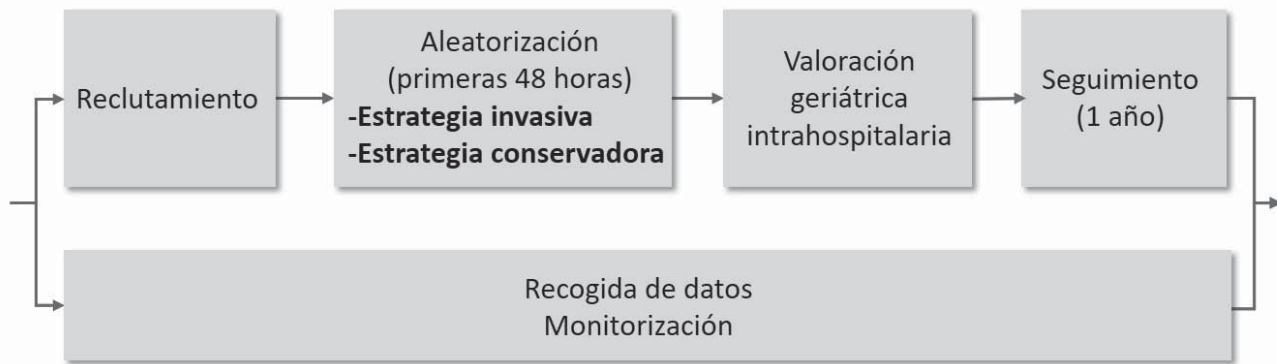 Reclutamiento
Aleatorización
(primeras 48 horas)
-Estrategia invasiva
-Estrategia conservadora
Valoración
geriátrica
intrahospitalaria
Seguimiento
(1 año)
Recogida de datos
Monitorización